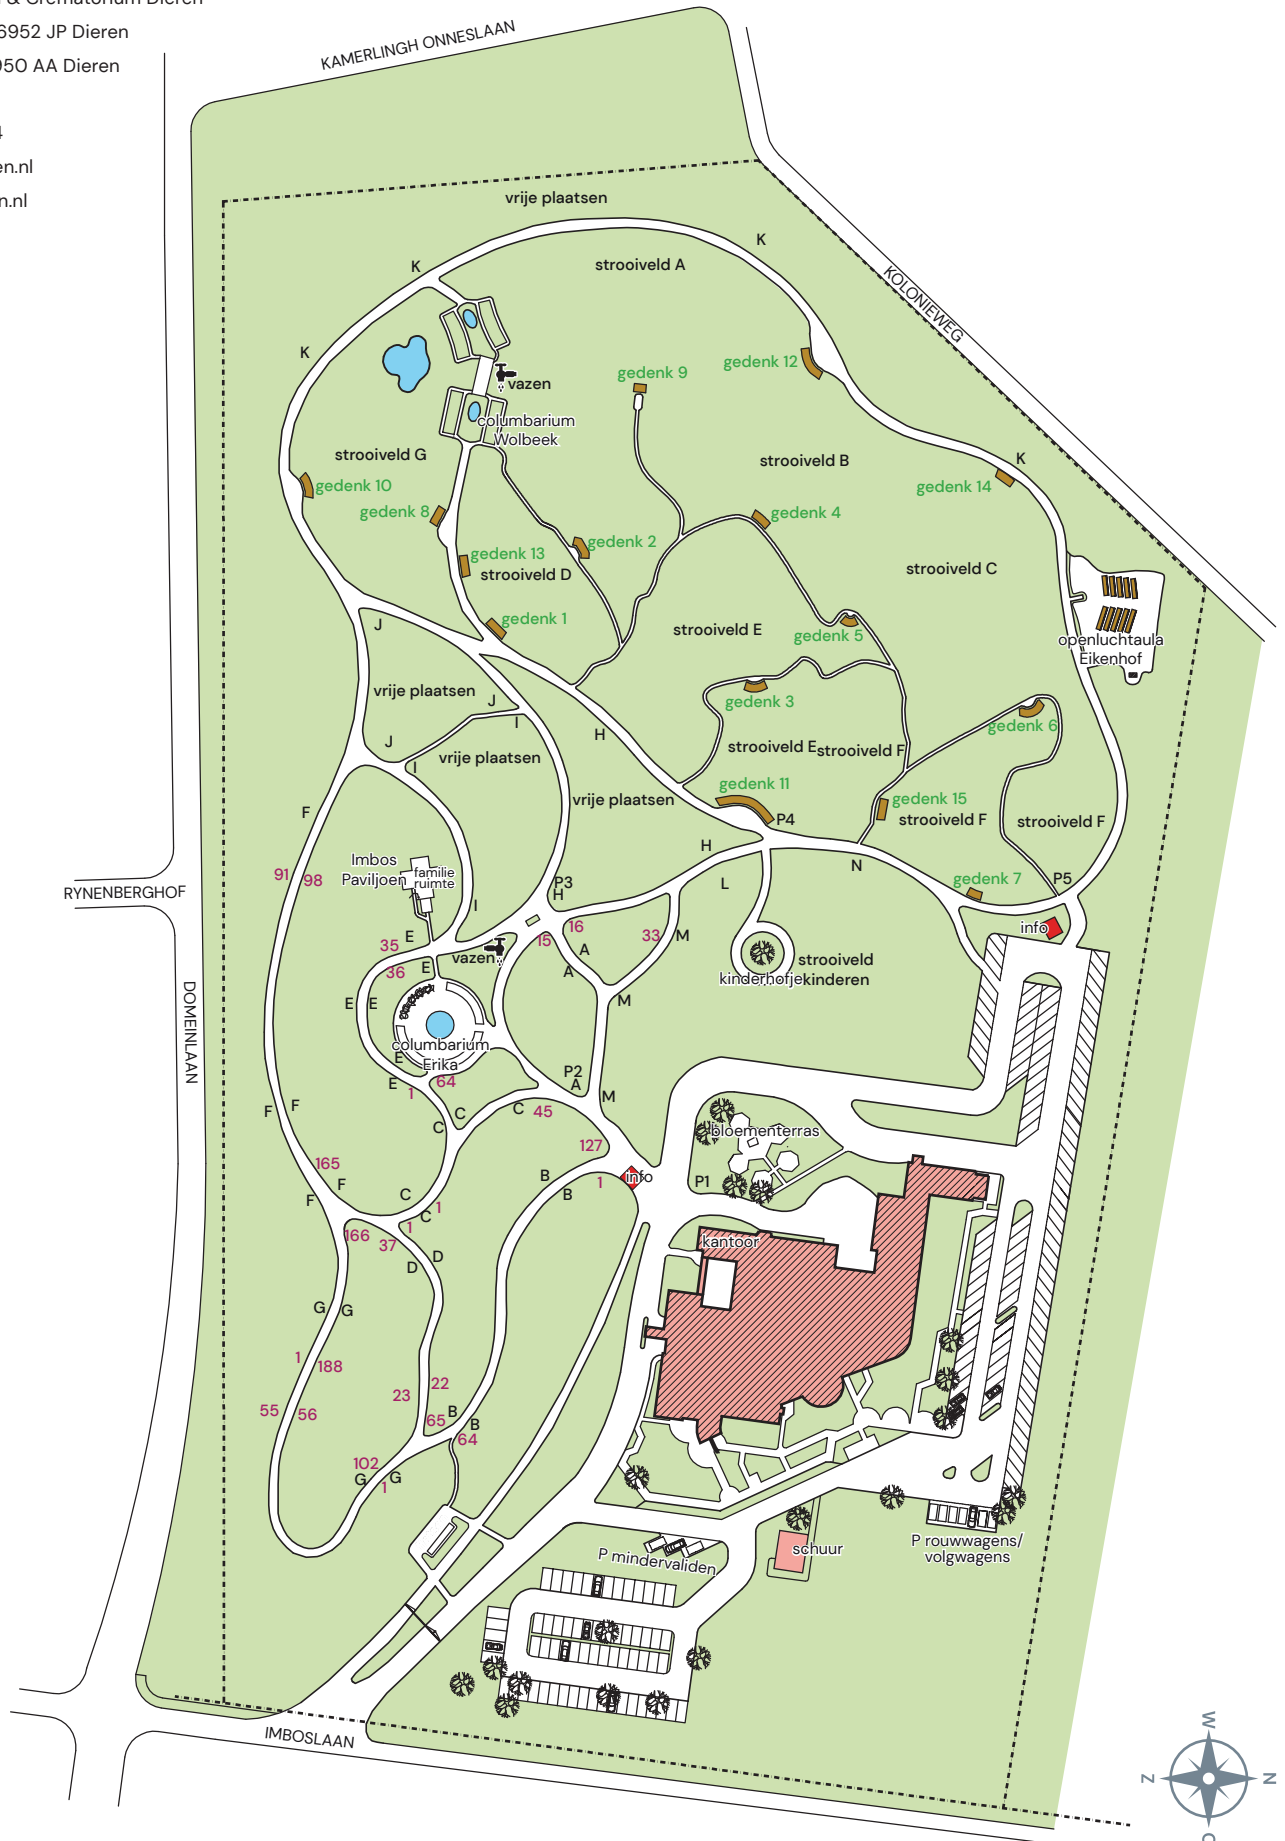 & Crematorium Dieren
6952 JP Dieren
950 AA Dieren
4
en.nl
n.nl
KAMERLINGH ONNESLAAN
KOLONIEWEG
RYNENBERGHOF
DOMEINLAAN
IMBOSLAAN
vrije plaatsen
K
strooiveld A
K
K
gedenk 12
gedenk 9
vazen
columbarium
Wolbeek
strooiveld G
strooiveld B
K
gedenk 10
gedenk 14
gedenk 8
gedenk 4
gedenk 2
gedenk 13
strooiveld D
strooiveld C
gedenk 1
J
strooiveld E
gedenk 5
openluchtaula
Eikenhof
vrije plaatsen
J
I
gedenk 3
gedenk 6
H
J
I
vrije plaatsen
strooiveld E
strooiveld F
gedenk 11
vrije plaatsen
gedenk 15
F
P4
strooiveld F
strooiveld F
H
N
Imbos
Paviljoen
familie
ruimte
91
98
P3
H
L
gedenk 7
P5
I
16
info
35
E
15
A
33
M
vazen
36
E
A
strooiveld
kinderen
kinderhofje
E
E
M
columbarium
Erika
E
E
64
P2
A
1
M
F
F
C
C
45
C
127
bloementerras
165
F
B
1
info
P1
F
C
B
1
1
C
166
37
kantoor
D
D
G
G
1
188
23
22
55
56
65
B
B
64
102
G
G
1
P mindervaliden
schuur
P rouwwagens/
volgwagens
W
Z
N
O